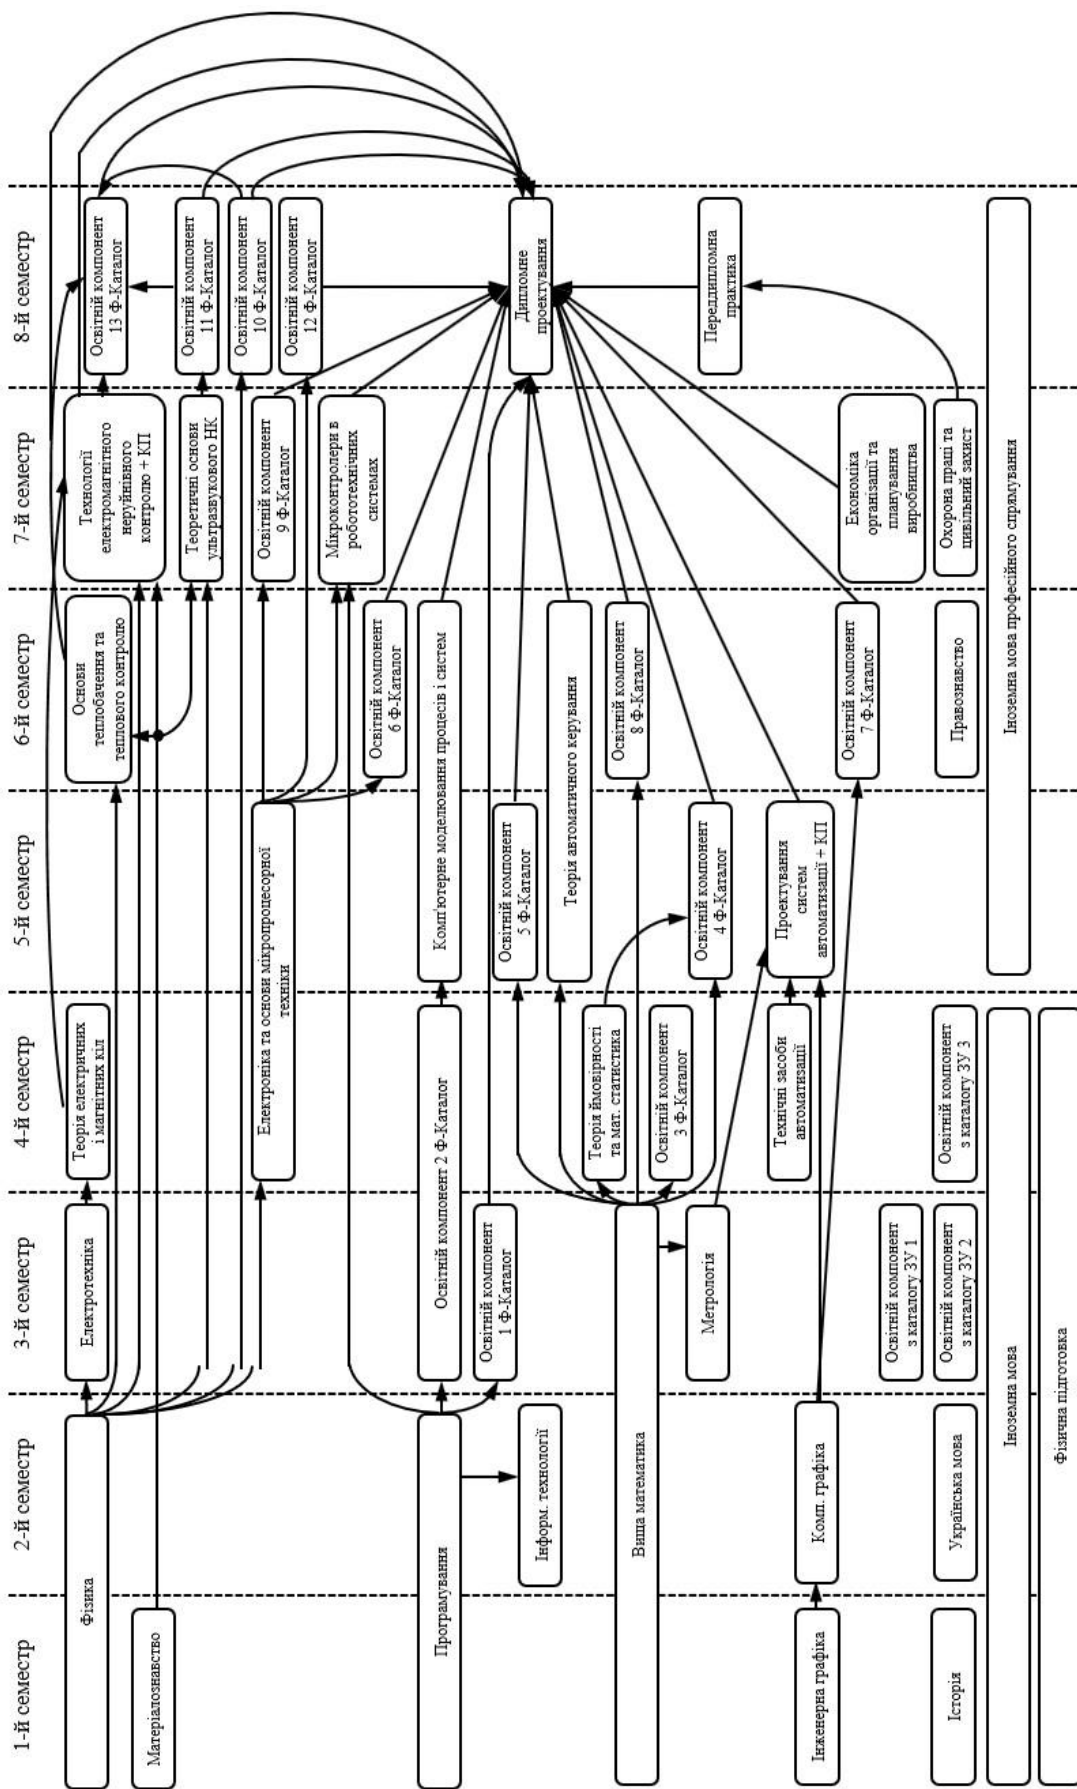 1-й семестр
2-й семестр
3-й семестр
4-й семестр
5-й семестр
6-й семестр
7-й семестр
8-й семестр
Фізика
Матеріалознавство
Програмування
Інженерна графіка
Історія
Інформ. технології
Вища математика
Комп. графіка
Українська мова
Іноземна мова
Фізична підготовка
Електротехніка
Освітній компонент 2 Ф-Каталог
Освітній компонент
1 Ф-Каталог
Метрологія
Освітній компонент
з каталогу ЗУ 1
Освітній компонент
з каталогу ЗУ 2
Теорія електричних
і магнітних кіл
Електроніка та основи мікропроцесорної
техніки
Теорія ймовірності
та мат. статистика
Освітній компонент
3 Ф-Каталог
Технічні засоби
автоматизації
Освітній компонент
з каталогу ЗУ 3
Комп'ютерне моделювання процесів і систем
Освітній компонент
5 Ф-Каталог
Теорія автоматичного керування
Освітній компонент
4 Ф-Каталог
Проектування
систем
автоматизації + КП
Іноземна мова професійного спрямування
Основи
теплобачення та
теплового контролю
Освітній компонент
6 Ф-Каталог
Освітній компонент
8 Ф-Каталог
Освітній компонент
7 Ф-Каталог
Правознавство
Технології
електромагнітного
неруйнівного
контролю + КП
Теоретичні основи
ультразвукового НК
Освітній компонент
9 Ф-Каталог
Мікроконтролери в
робототехнічних
системах
Економіка
організації та
планування
виробництва
Охорона праці та
цивільний захист
Освітній компонент
13 Ф-Каталог
Освітній компонент
11 Ф-Каталог
Освітній компонент
10 Ф-Каталог
Освітній компонент
12 Ф-Каталог
Дипломне
проектування
Переддипломна
практика